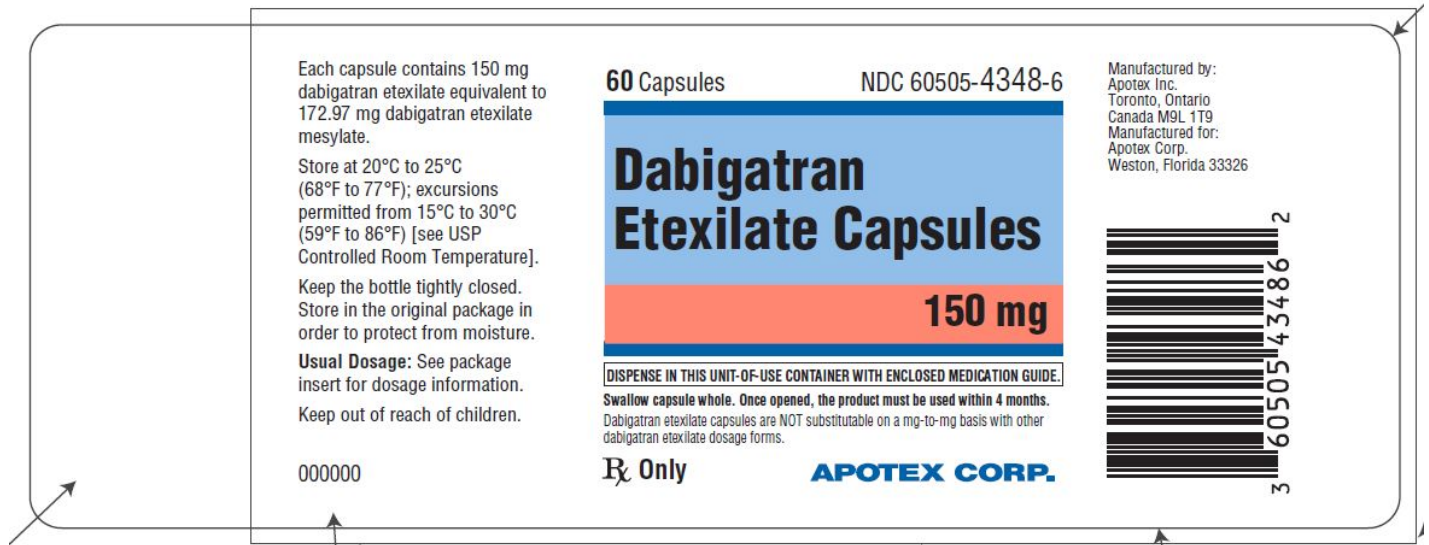 Each capsule contains 150 mg
dabigatran etexilate equivalent to
172.97 mg dabigatran etexilate
mesylate.
Store at 20°C to 25°C
(68°F to 77°F); excursions
permitted from 15°C to 30°C
(59°F to 86°F) [see USP
Controlled Room Temperature].
Keep the bottle tightly closed.
Store in the original package in
order to protect from moisture.
Usual Dosage: See package
insert for dosage information.
Keep out of reach of children.
000000
60 Capsules NDC 60505-4348-6
Dabigatran
Etexilate Capsules
150 mg
DISPENSE IN THIS UNIT-OF-USE CONTAINER WITH ENCLOSED MEDICATION GUIDE.
Swallow capsule whole. Once opened, the product must be used within 4 months.
Dabigatran etexilate capsules are NOT substitutable on a mg-to-mg basis with other
dabigatran etexilate dosage forms.
Rx Only APOTEX CORP.
Manufactured by:
Apotex Inc.
Toronto, Ontario
Canada M9L 1T9
Manufactured for:
Apotex Corp.
Weston, Florida 33326
3 60505 43486 2